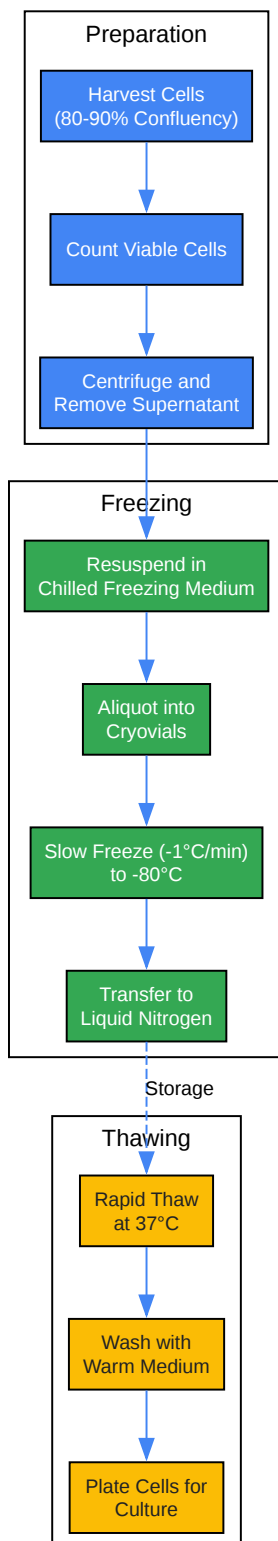 Preparation
Harvest Cells
(80-90% Confluency)
Count Viable Cells
Centrifuge and
Remove Supernatant
Freezing
Resuspend in
Chilled Freezing Medium
Aliquot into
Cryovials
Slow Freeze (-1°C/min)
to -80°C
Transfer to
Liquid Nitrogen
Storage
Thawing
Rapid Thaw
at 37°C
Wash with
Warm Medium
Plate Cells for
Culture